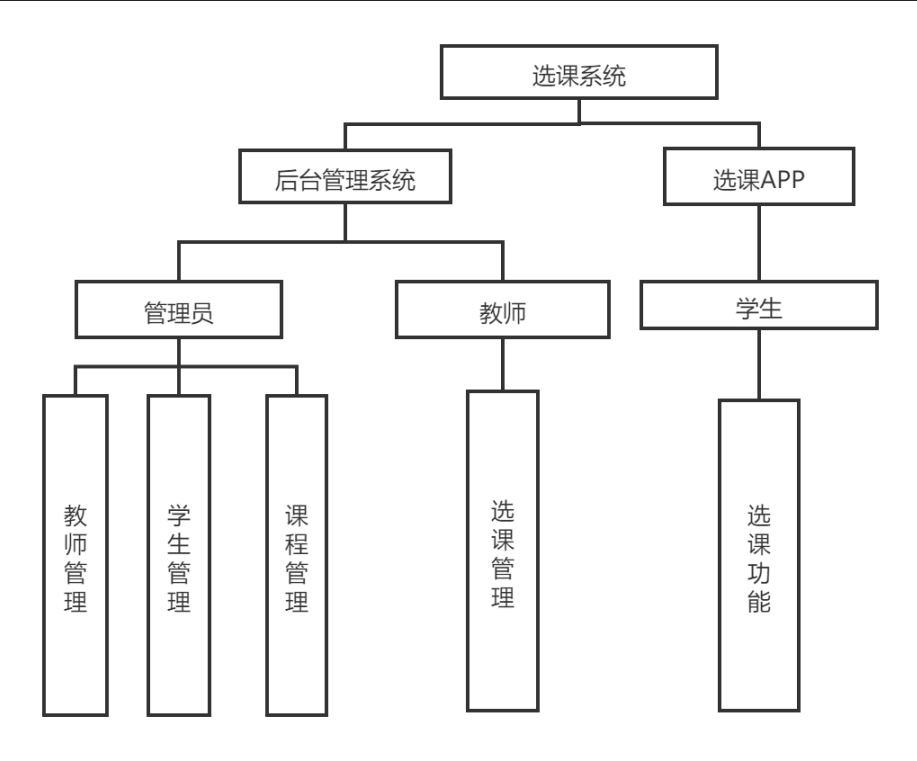 选课系统
后台管理系统
选课APP
管理员
教师
学生
教师管理
学生管理
课程管理
选课管理
选课功能